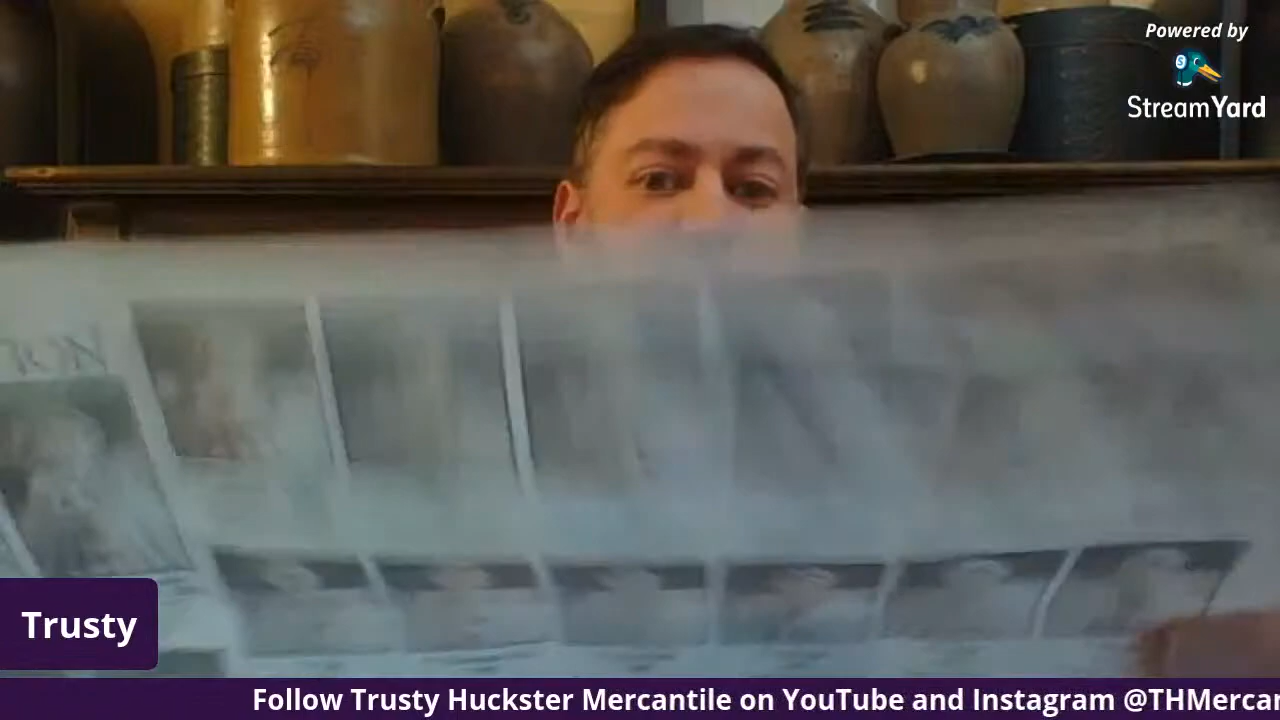 Powered by
StreamYard
Trusty
Follow Trusty Huckster Mercantile on YouTube and Instagram @THMercan